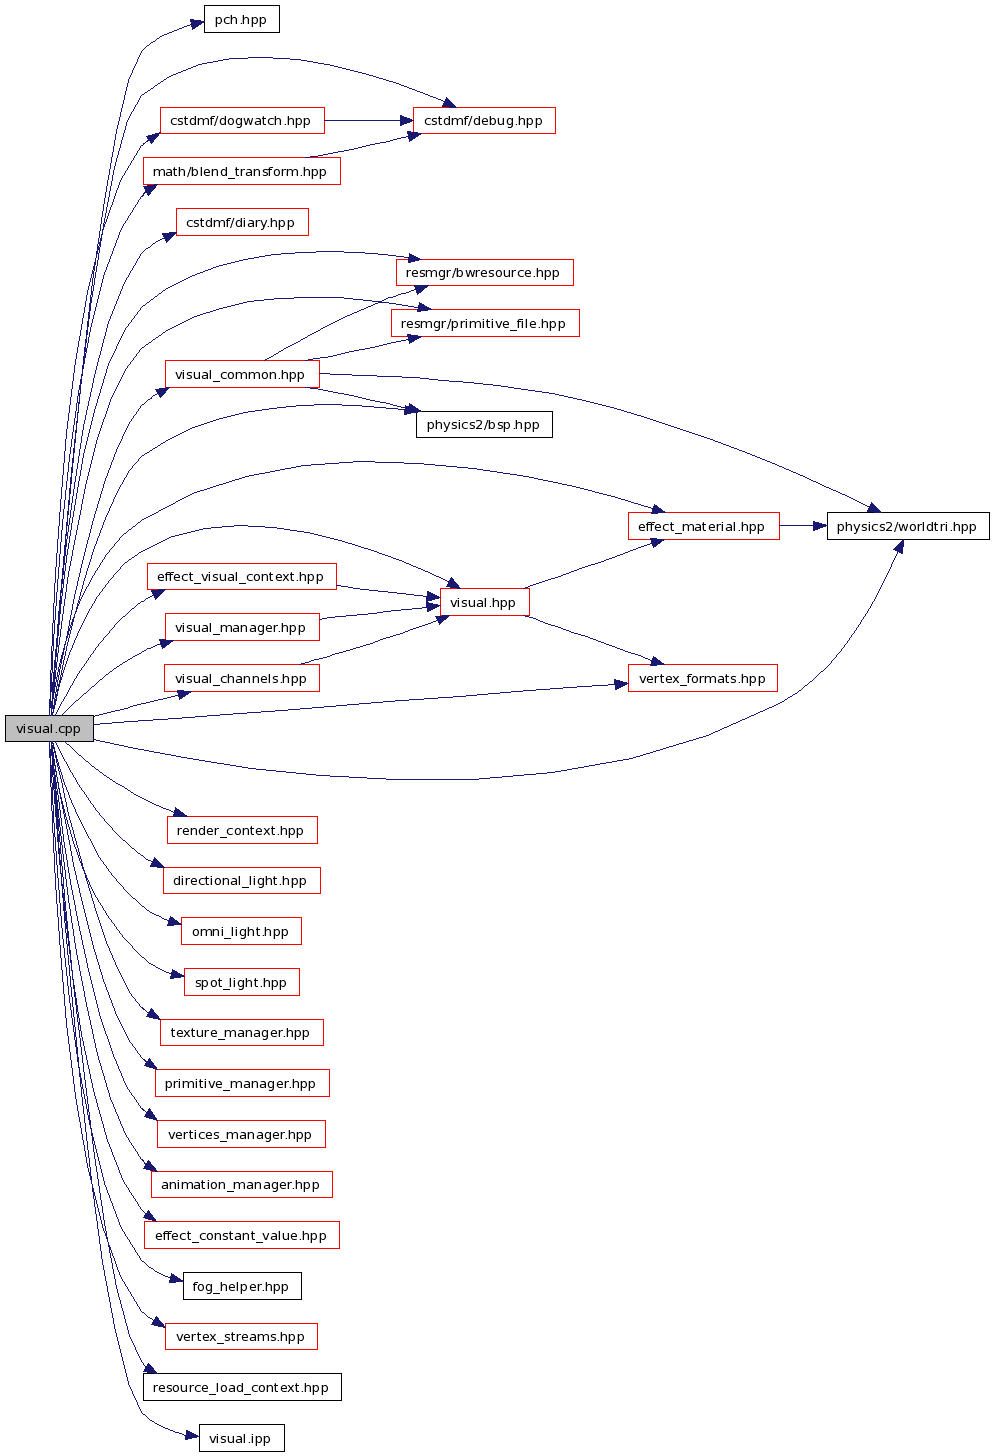 pch.hpp
cstdmf/dogwatch.hpp
cstdmf/debug.hpp
math/blend_transform.hpp
cstdmf/diary.hpp
resmgr/bwresource.hpp
resmgr/primitive_file.hpp
visual_common.hpp
physics2/bsp.hpp
effect_material.hpp
physics2/worldtri.hpp
effect_visual_context.hpp
visual.hpp
visual_manager.hpp
visual_channels.hpp
vertex_formats.hpp
visual.cpp
render_context.hpp
directional_light.hpp
omni_light.hpp
spot_light.hpp
texture_manager.hpp
primitive_manager.hpp
vertices_manager.hpp
animation_manager.hpp
effect_constant_value.hpp
fog_helper.hpp
vertex_streams.hpp
resource_load_context.hpp
visual.ipp